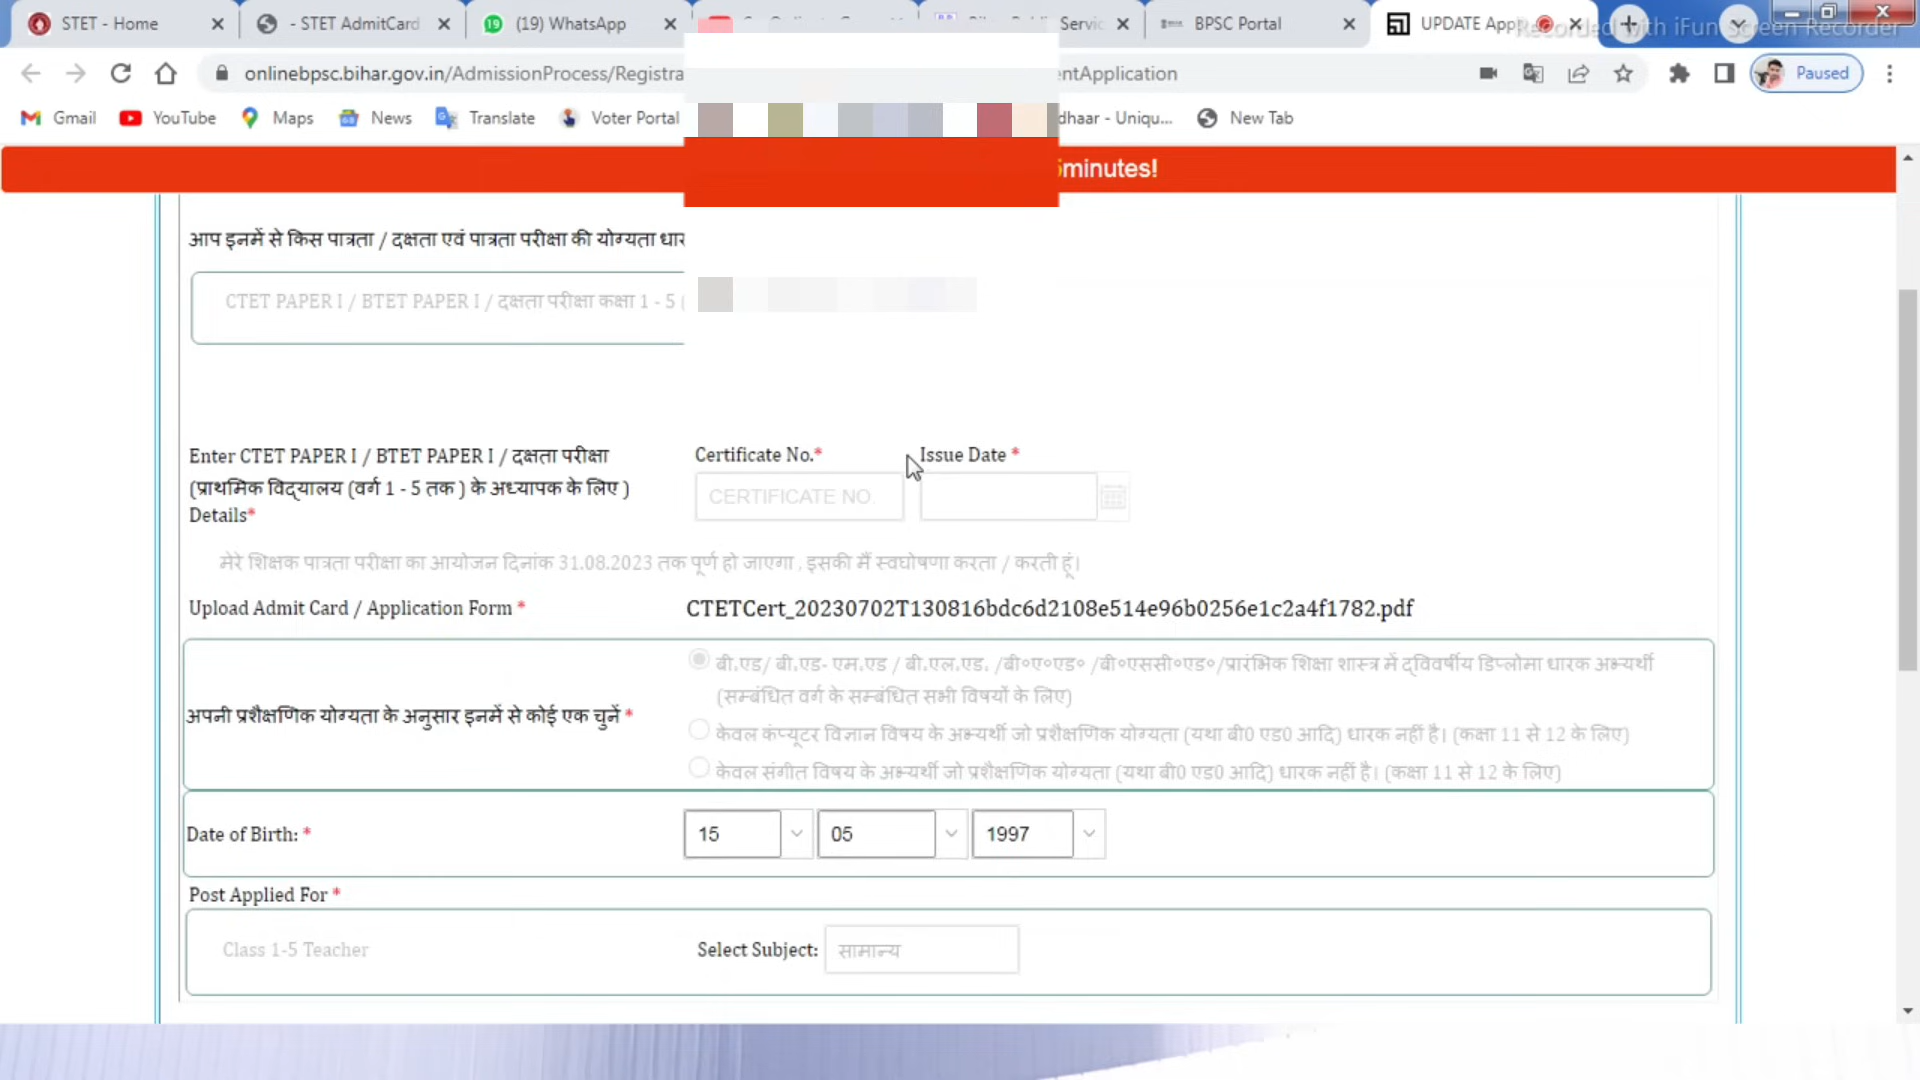 STET - Home
- STET AdmitCard
(19) WhatsApp
BPSC Portal
UPDATE App
Recorded with iFun Screen Recorder
onlinebpsc.bihar.gov.in/AdmissionProcess/Registra
ntApplication
Paused
Gmail
YouTube
Maps
News
Translate
Voter Portal
dhaar - Uniqu...
New Tab
minutes!
आप इनमें से किस पात्रता / दक्षता एवं पात्रता परीक्षा की योग्यता धार
CTET PAPER I / BTET PAPER I / दक्षता परीक्षा कक्षा 1 - 5 (
Enter CTET PAPER I / BTET PAPER I / दक्षता परीक्षा
(प्राथमिक विद्यालय (वर्ग 1 - 5 तक ) के अध्यापक के लिए )
Details*
Certificate No.*
Issue Date *
CERTIFICATE NO.
मेरे शिक्षक पात्रता परीक्षा का आयोजन दिनांक 31.08.2023 तक पूर्ण हो जाएगा , इसकी मैं स्वघोषणा करता / करती हूं।
Upload Admit Card / Application Form *
CTETCert_20230702T130816bdc6d2108e514e96b0256e1c2a4f1782.pdf
अपनी प्रशैक्षणिक योग्यता के अनुसार इनमें से कोई एक चुनें *
बी.एड/ बी.एड- एम.एड / बी.एल.एड. /बी०ए०एड० /बी०एससी०एड०/प्रारंभिक शिक्षा शास्त्र में द्विवर्षीय डिप्लोमा धारक अभ्यर्थी
(सम्बंधित वर्ग के सम्बंधित सभी विषयों के लिए)
केवल कंप्यूटर विज्ञान विषय के अभ्यर्थी जो प्रशैक्षणिक योग्यता (यथा बी0 एड0 आदि) धारक नहीं है। (कक्षा 11 से 12 के लिए)
केवल संगीत विषय के अभ्यर्थी जो प्रशैक्षणिक योग्यता (यथा बी0 एड0 आदि) धारक नहीं है। (कक्षा 11 से 12 के लिए)
Date of Birth: *
15
05
1997
Post Applied For *
Class 1-5 Teacher
Select Subject:
सामान्य